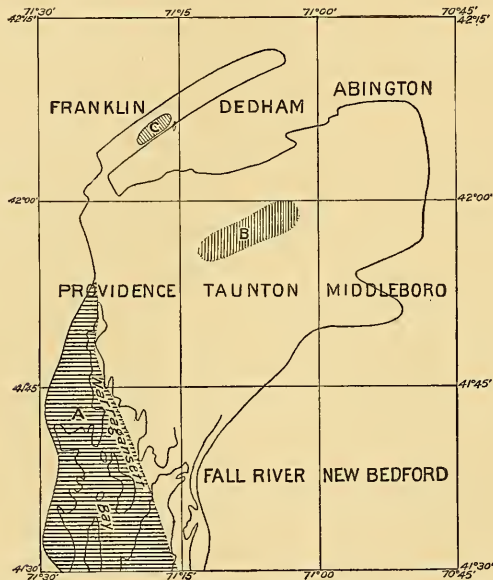 71°30' 71°15' 71°00' 70°45'
42°15' 42°15'
FRANKLIN DEDHAM ABINGTON
C
42°00' 42°00'
B
PROVIDENCE TAUNTON MIDDLEBORO
41°45' 41°45'
A
Narragansett
Bay
FALL RIVER NEW BEDFORD
41°30' 41°30'
71°30' 71°15' 71°00' 70°45'